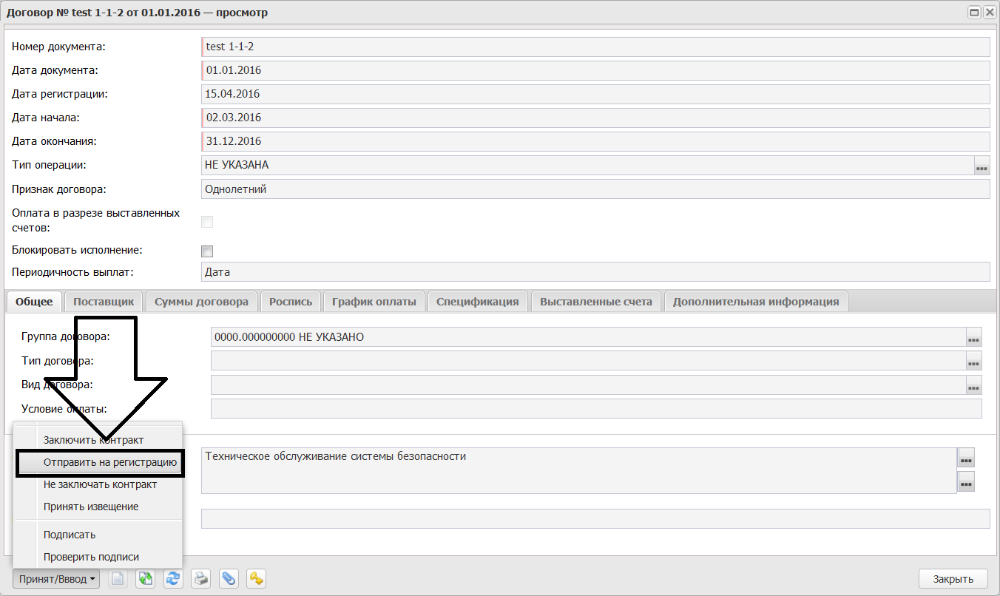 Договор № test 1-1-2 от 01.01.2016 — просмотр
Номер документа: test 1-1-2
Дата документа: 01.01.2016
Дата регистрации: 15.04.2016
Дата начала: 02.03.2016
Дата окончания: 31.12.2016
Тип операции: НЕ УКАЗАНА
Признак договора: Однолетний
Оплата в разрезе выставленных
счетов:
Блокировать исполнение:
Периодичность выплат: Дата
Общее Поставщик Суммы договора Роспись График оплаты Спецификация Выставленные счета Дополнительная информация
Группа договора: 0000.000000000 НЕ УКАЗАНО
Тип договора:
Вид договора:
Условие оплаты:
Заключить контракт
Техническое обслуживание системы безопасности
Отправить на регистрацию
Не заключать контракт
Принять извещение
Подписать
Проверить подписи
Принят/Вввод Закрыть